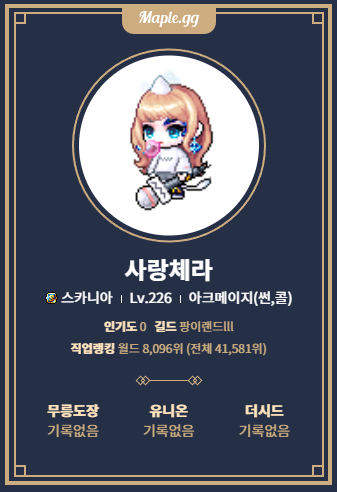 Maple.gg
사랑체라
스카니아 | Lv.226 | 아크메이지(썬,콜)
인기도 0 길드 팡이랜드lll
직업랭킹 월드 8,096위 (전체 41,581위)
무릉도장 유니온 더시드
기록없음 기록없음 기록없음